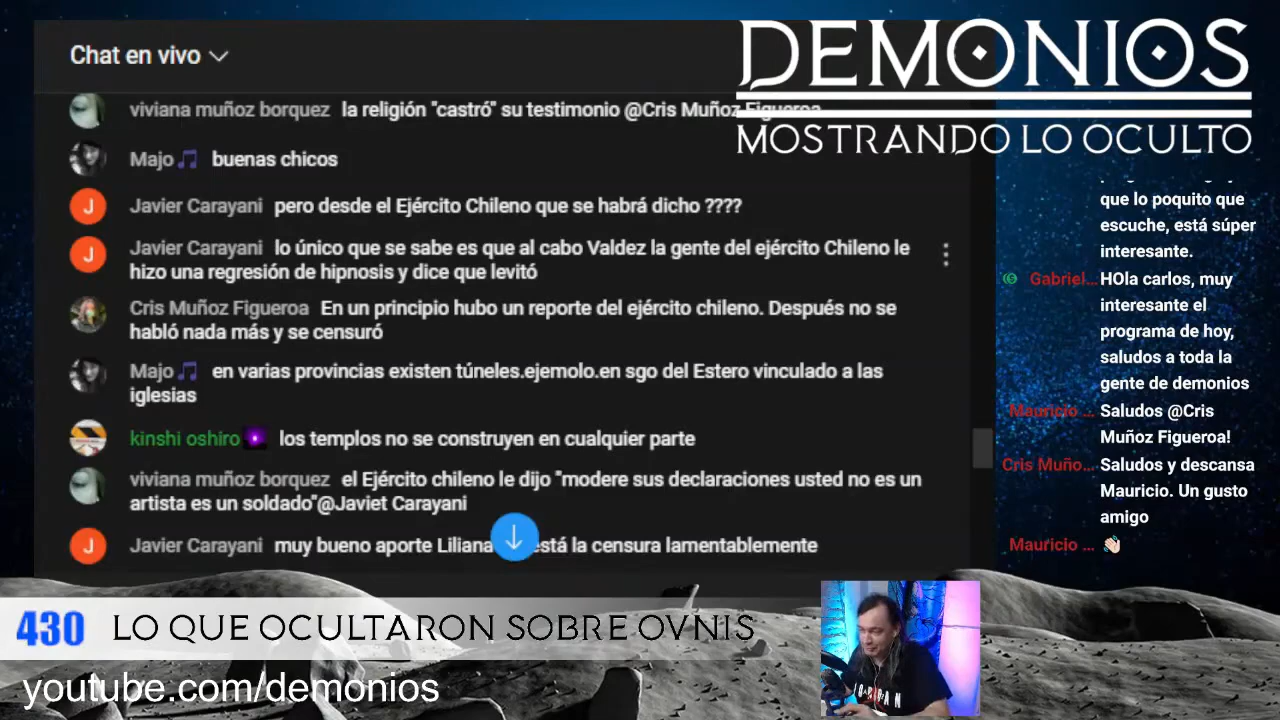 Chat en vivo
viviana muñoz borquez la religión "castró" su testimonio @Cris Muñoz Figueroa
Majo buenas chicos
Javier Carayani pero desde el Ejército Chileno que se habrá dicho ????
Javier Carayani lo único que se sabe es que al cabo Valdez la gente del ejército Chileno le
hizo una regresión de hipnosis y dice que levitó
Cris Muñoz Figueroa En un principio hubo un reporte del ejército chileno. Después no se
habló nada más y se censuró
Majo en varias provincias existen túneles.ejemolo.en sgo del Estero vinculado a las
iglesias
kinshi oshiro los templos no se construyen en cualquier parte
viviana muñoz borquez el Ejército chileno le dijo "modere sus declaraciones usted no es un
artista es un soldado"@Javiet Carayani
Javier Carayani muy bueno aporte Liliana está la censura lamentablemente
DEMONIOS
MOSTRANDO LO OCULTO
que lo poquito que
escuche, está súper
interesante.
Gabriel... HOla carlos, muy
interesante el
programa de hoy,
saludos a toda la
gente de demonios
Mauricio ... Saludos @Cris
Muñoz Figueroa!
Cris Muño... Saludos y descansa
Mauricio. Un gusto
amigo
Mauricio ... 👋🏻
430 LO QUE OCULTARON SOBRE OVNIS
youtube.com/demonios